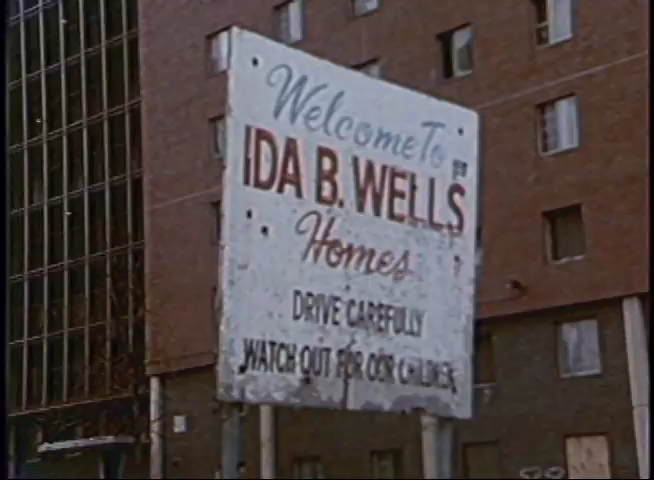 Welcome To
IDA B. WELLS
Homes
DRIVE CAREFULLY
WATCH OUT FOR OUR CHILDREN